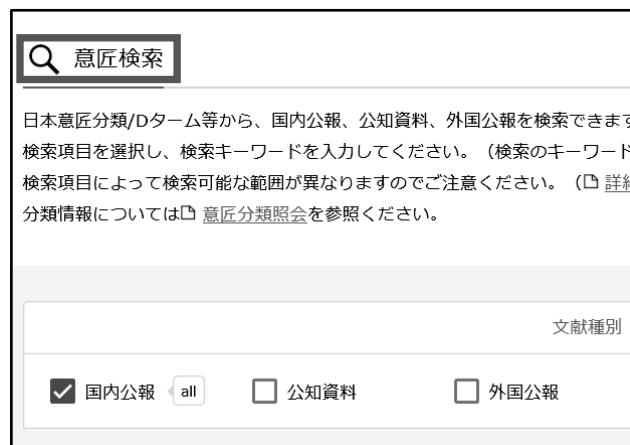 意匠検索
日本意匠分類/Dターム等から、国内公報、公知資料、外国公報を検索できます
検索項目を選択し、検索キーワードを入力してください。（検索のキーワード
検索項目によって検索可能な範囲が異なりますのでご注意ください。（詳細
分類情報については 意匠分類照会を参照ください。
文献種別
国内公報 all 公知資料 外国公報